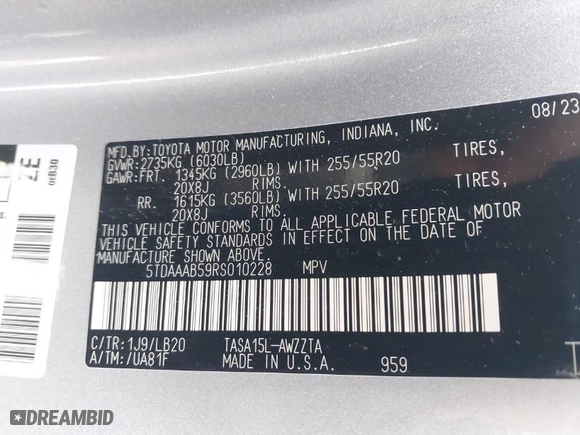 08/23
MFD.BY:TOYOTA MOTOR MANUFACTURING, INDIANA, INC.
GVWR:2735KG (6030LB)
GAWR:FRT. 1345KG (2960LB) WITH 255/55R20 TIRES,
20X8J RIMS.
RR. 1615KG (3560LB) WITH 255/55R20 TIRES,
20X8J RIMS.
THIS VEHICLE CONFORMS TO ALL APPLICABLE FEDERAL MOTOR
VEHICLE SAFETY STANDARDS IN EFFECT ON THE DATE OF
MANUFACTURE SHOWN ABOVE.
5TDAAAB59RS010228 MPV
C/TR:1J9/LB20 TASA15L-AWZZTA
A/TM:/UA81F MADE IN U.S.A. 959
ZE
0EB30
DREAMBID